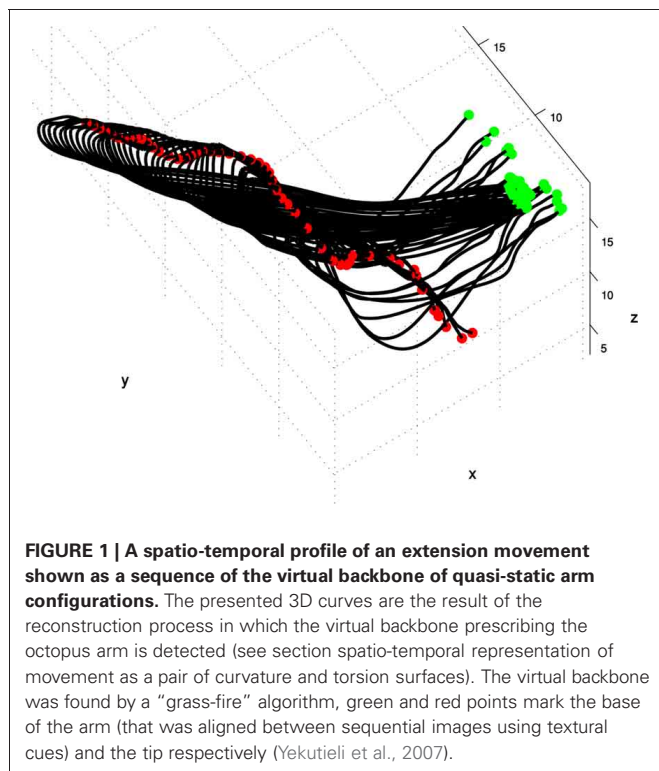 15
10
15
10
5
z
y
x
FIGURE 1 | A spatio-temporal profile of an extension movement
shown as a sequence of the virtual backbone of quasi-static arm
configurations. The presented 3D curves are the result of the
reconstruction process in which the virtual backbone prescribing the
octopus arm is detected (see section spatio-temporal representation of
movement as a pair of curvature and torsion surfaces). The virtual backbone
was found by a “grass-fire” algorithm, green and red points mark the base
of the arm (that was aligned between sequential images using textural
cues) and the tip respectively (Yekutieli et al., 2007).